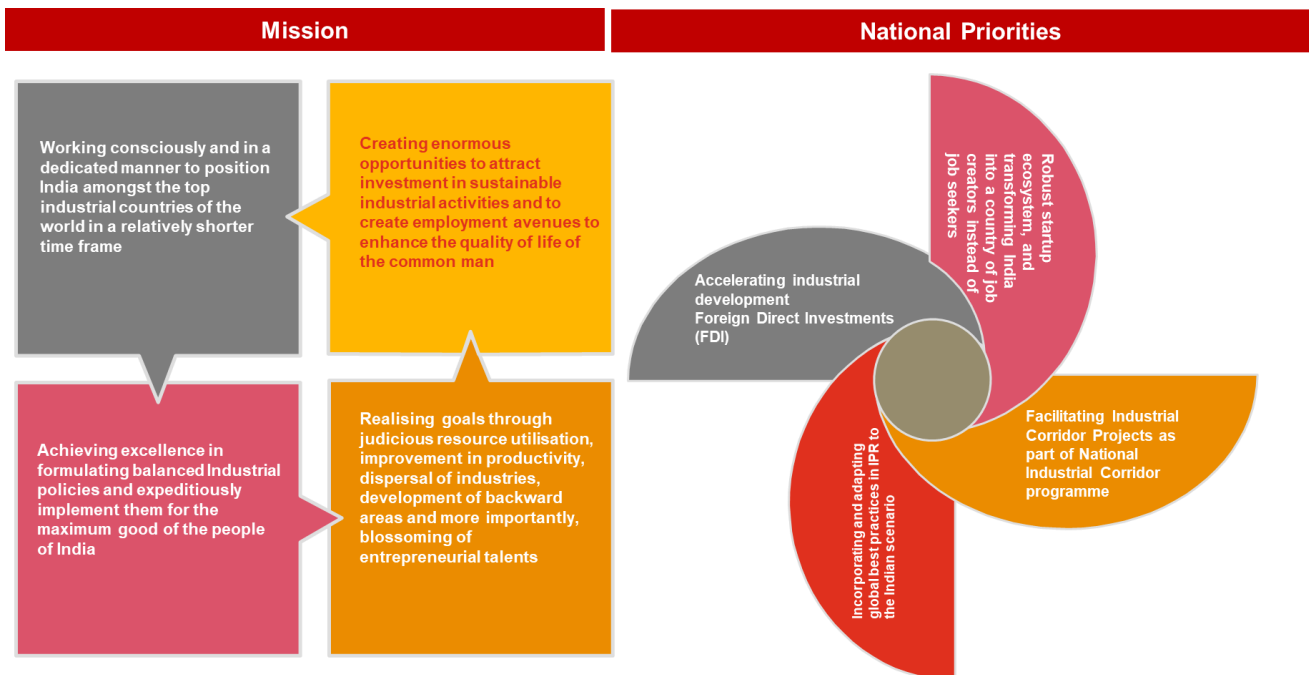 Mission
National Priorities
Working consciously and in a
dedicated manner to position
India amongst the top
industrial countries of the
world in a relatively shorter
time frame
Creating enormous
opportunities to attract
investment in sustainable
industrial activities and to
create employment avenues to
enhance the quality of life of
the common man
Achieving excellence in
formulating balanced Industrial
policies and expeditiously
implement them for the
maximum good of the people
of India
Realising goals through
judicious resource utilisation,
improvement in productivity,
dispersal of industries,
development of backward
areas and more importantly,
blossoming of
entrepreneurial talents
Robust startup
ecosystem, and
transforming India
into a country of job
creators instead of
job seekers
Accelerating industrial
development
Foreign Direct Investments
(FDI)
Facilitating Industrial
Corridor Projects as
part of National
Industrial Corridor
programme
Incorporating and adapting
global best practices in IPR to
the Indian scenario